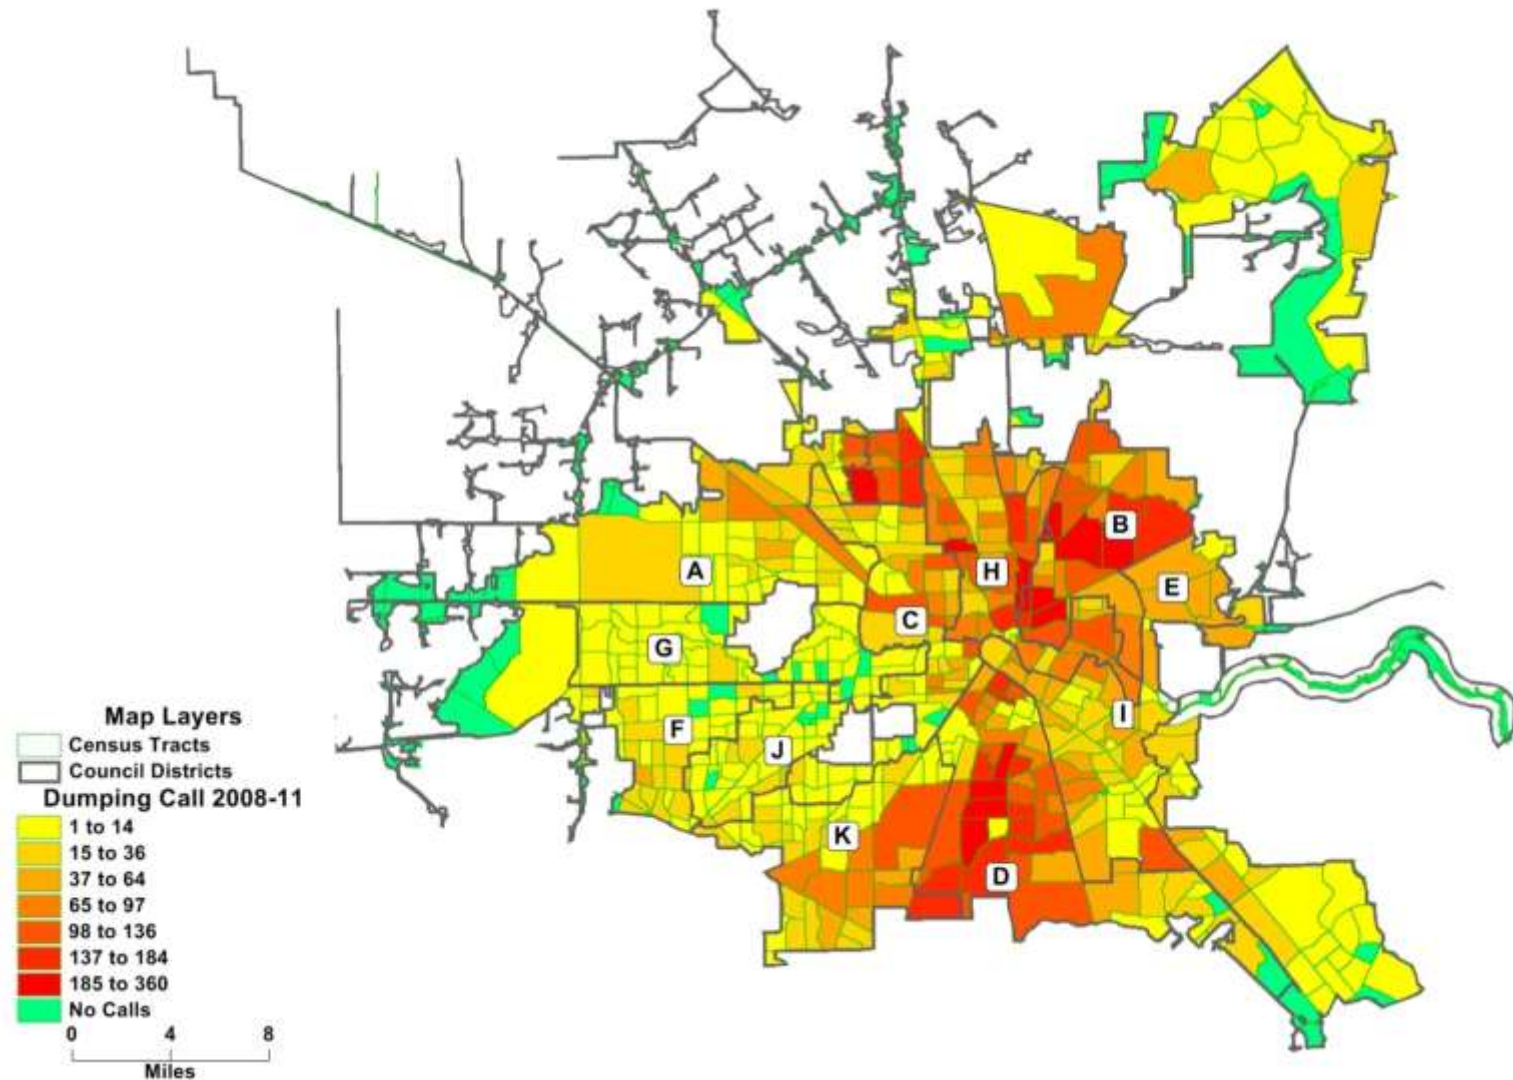 B
A
H
E
C
G
I
F
J
K
D
Map Layers
Census Tracts
Council Districts
Dumping Call 2008-11
1 to 14
15 to 36
37 to 64
65 to 97
98 to 136
137 to 184
185 to 360
No Calls
0 4 8
Miles